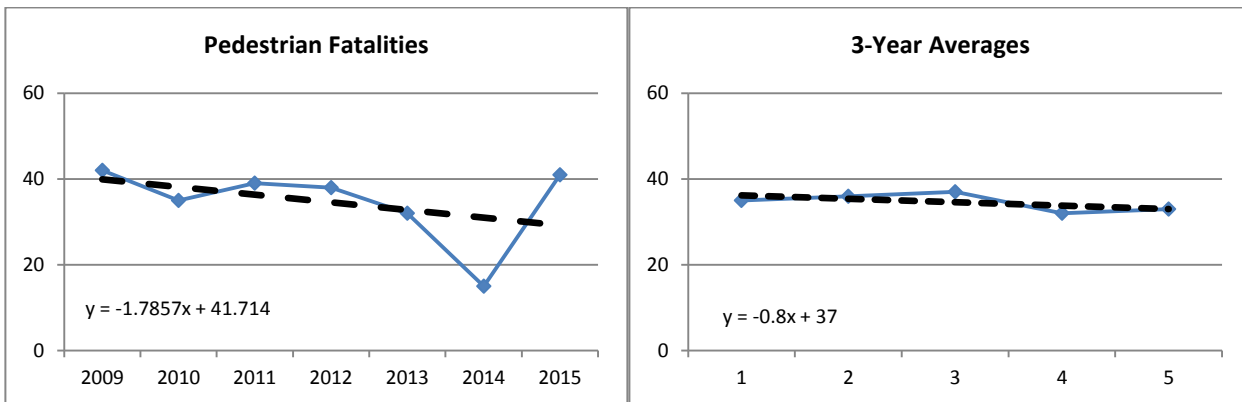 Pedestrian Fatalities
60
40
20
0
y = -1.7857x + 41.714
2009 2010 2011 2012 2013 2014 2015
3-Year Averages
60
40
20
0
y = -0.8x + 37
1 2 3 4 5